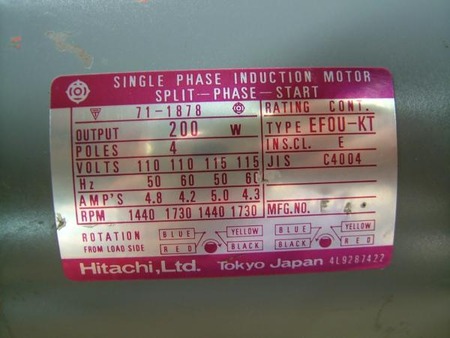 SINGLE PHASE INDUCTION MOTOR
SPLIT-PHASE-START
71-1878
RATING CONT.
OUTPUT 200 W
TYPE EFOU-KT
POLES 4
INS.CL. E
VOLTS 110 110 115 115
JIS C4004
Hz 50 60 50 60
AMP'S 4.8 4.2 5.0 4.3
RPM 1440 1730 1440 1730
MFG.NO.
ROTATION
FROM LOAD SIDE
BLUE YELLOW BLUE YELLOW
RED BLACK RED BLACK
Hitachi,Ltd. Tokyo Japan 4L9287427